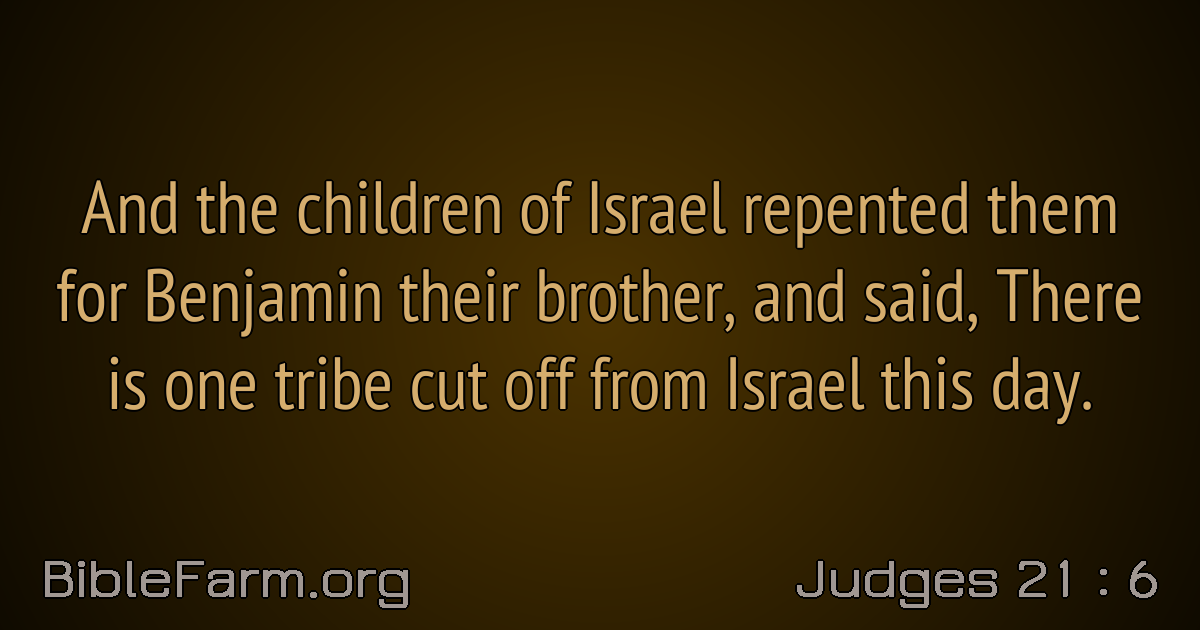 And the children of Israel repented them
for Benjamin their brother, and said, There
is one tribe cut off from Israel this day.
BibleFarm.org
Judges 21 : 6